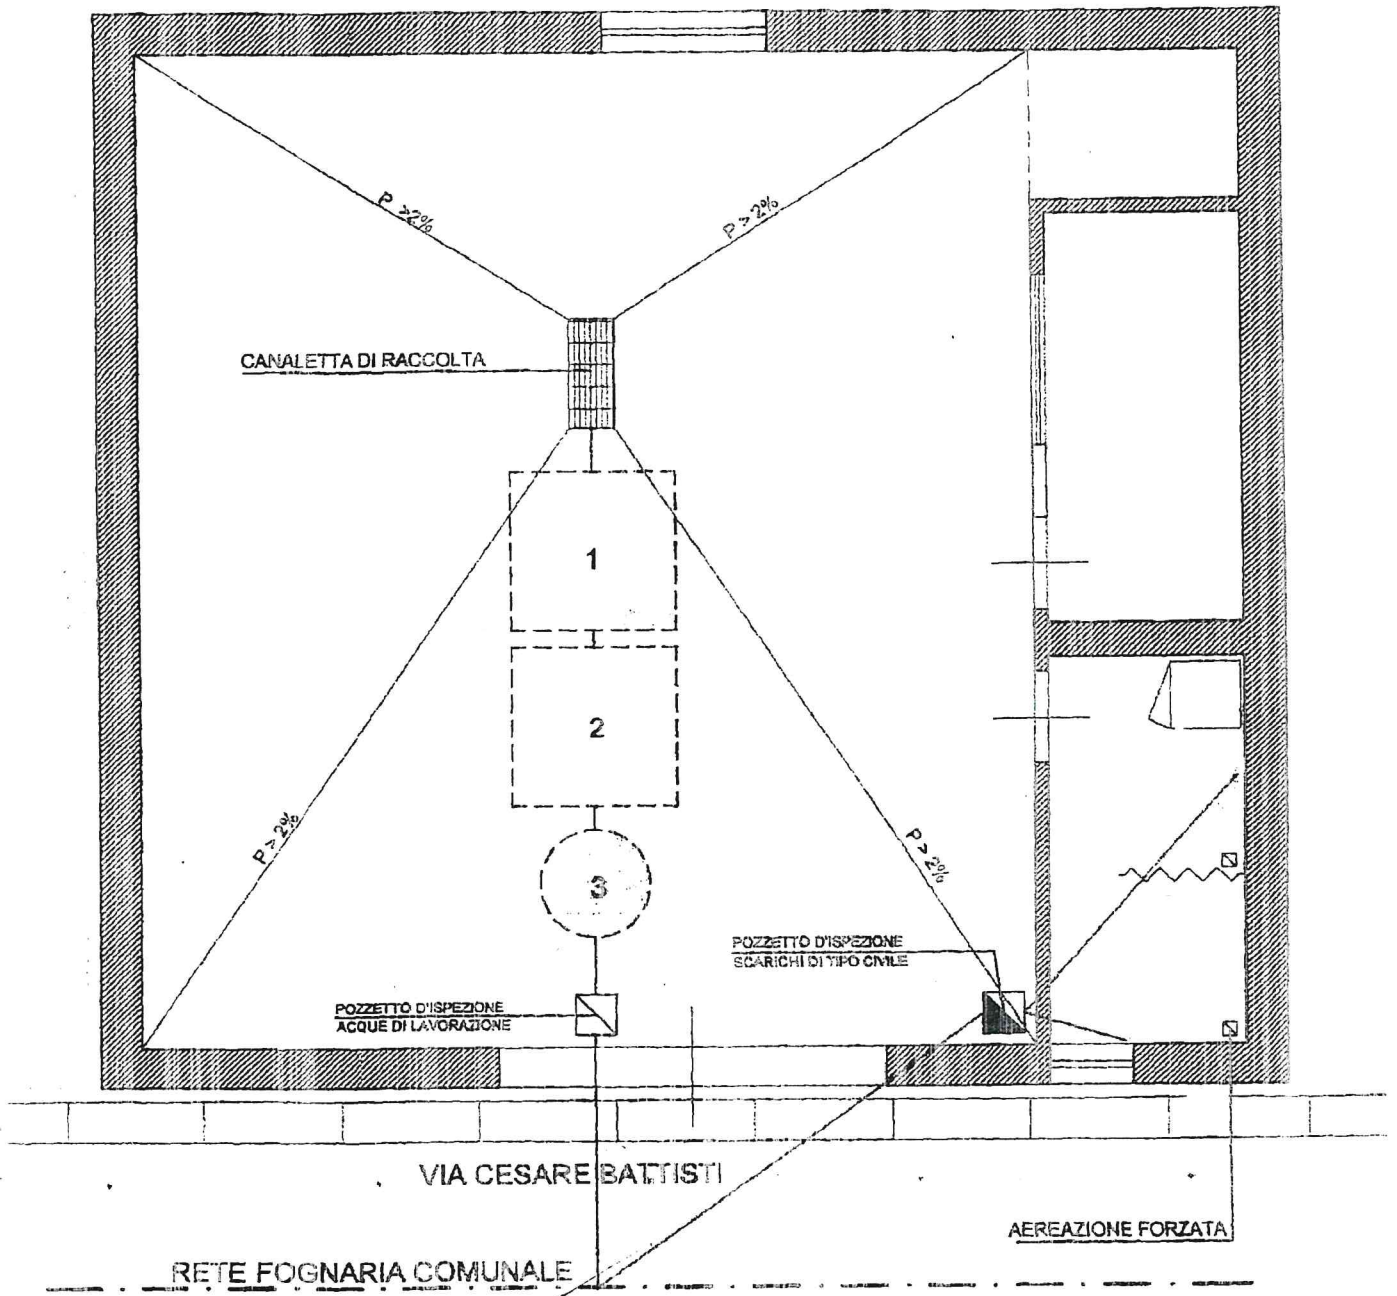 P >2%
P > 2%
CANALETTA DI RACCOLTA
1
2
P > 2%
P > 2%
3
POZZETTO D'ISPEZIONE
SCARICHI DI TIPO CIVILE
POZZETTO D'ISPEZIONE
ACQUE DI LAVORAZIONE
VIA CESARE BATTISTI
AEREAZIONE FORZATA
RETE FOGNARIA COMUNALE